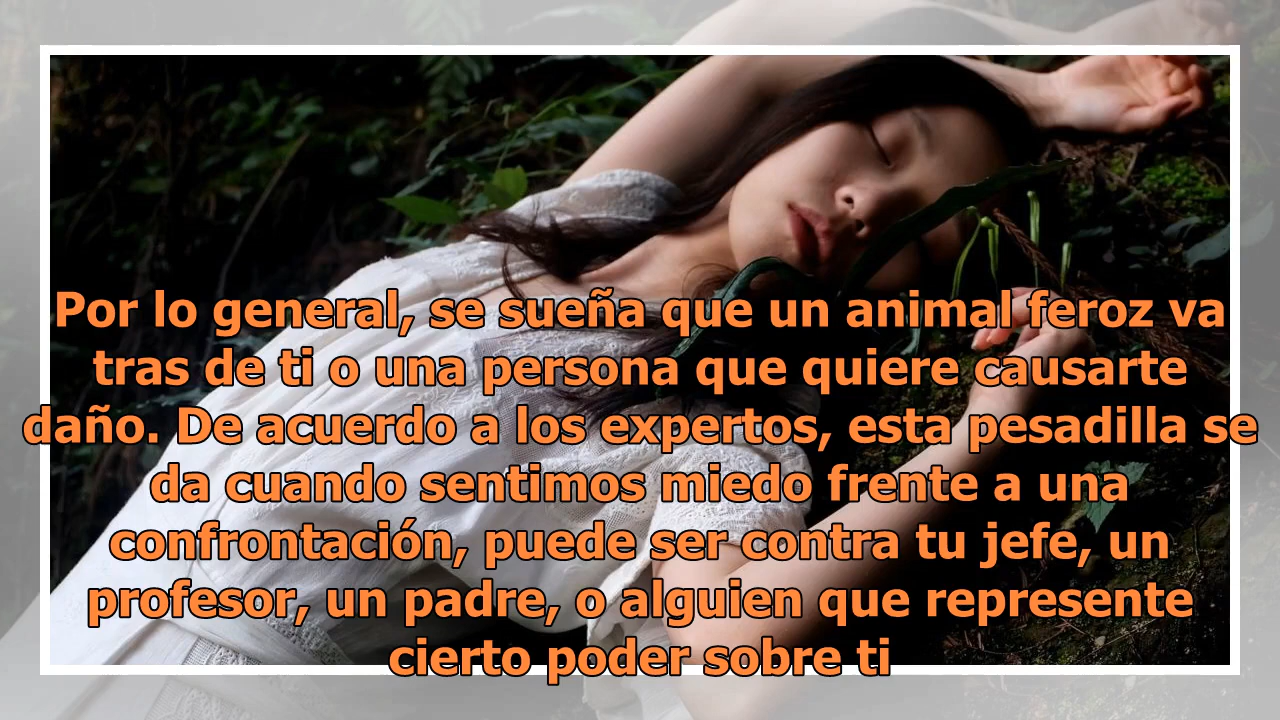 Por lo general, se sueña que un animal feroz va
tras de ti o una persona que quiere causarte
daño. De acuerdo a los expertos, esta pesadilla se
da cuando sentimos miedo frente a una
confrontación, puede ser contra tu jefe, un
profesor, un padre, o alguien que represente
cierto poder sobre ti